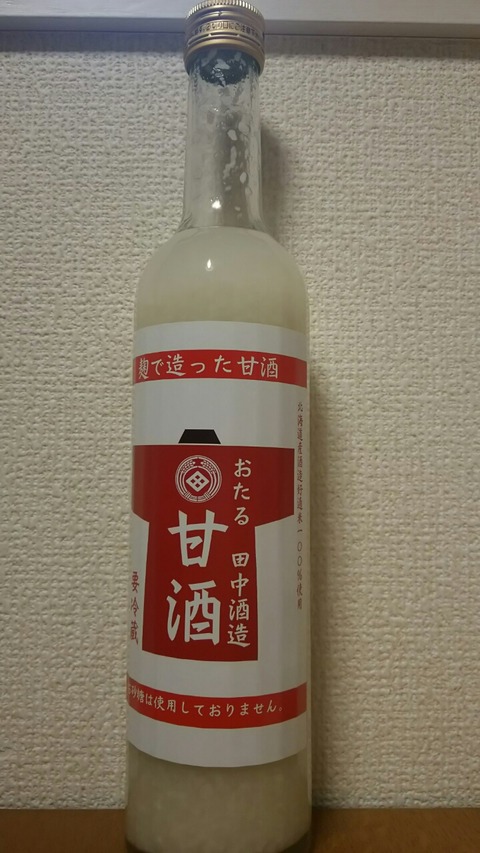 麹で造った甘酒
北海道産酒造好適米一〇〇%使用
おたる 田中酒造
甘酒
要冷蔵
砂糖は使用しておりません。